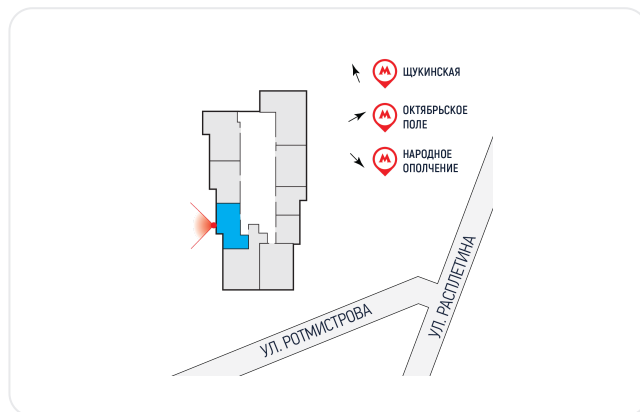 М ЩУКИНСКАЯ
М ОКТЯБРЬСКОЕ
ПОЛЕ
М НАРОДНОЕ
ОПОЛЧЕНИЕ
УЛ. РОТМИСТРОВА
УЛ. РАСПЛЕТИНА